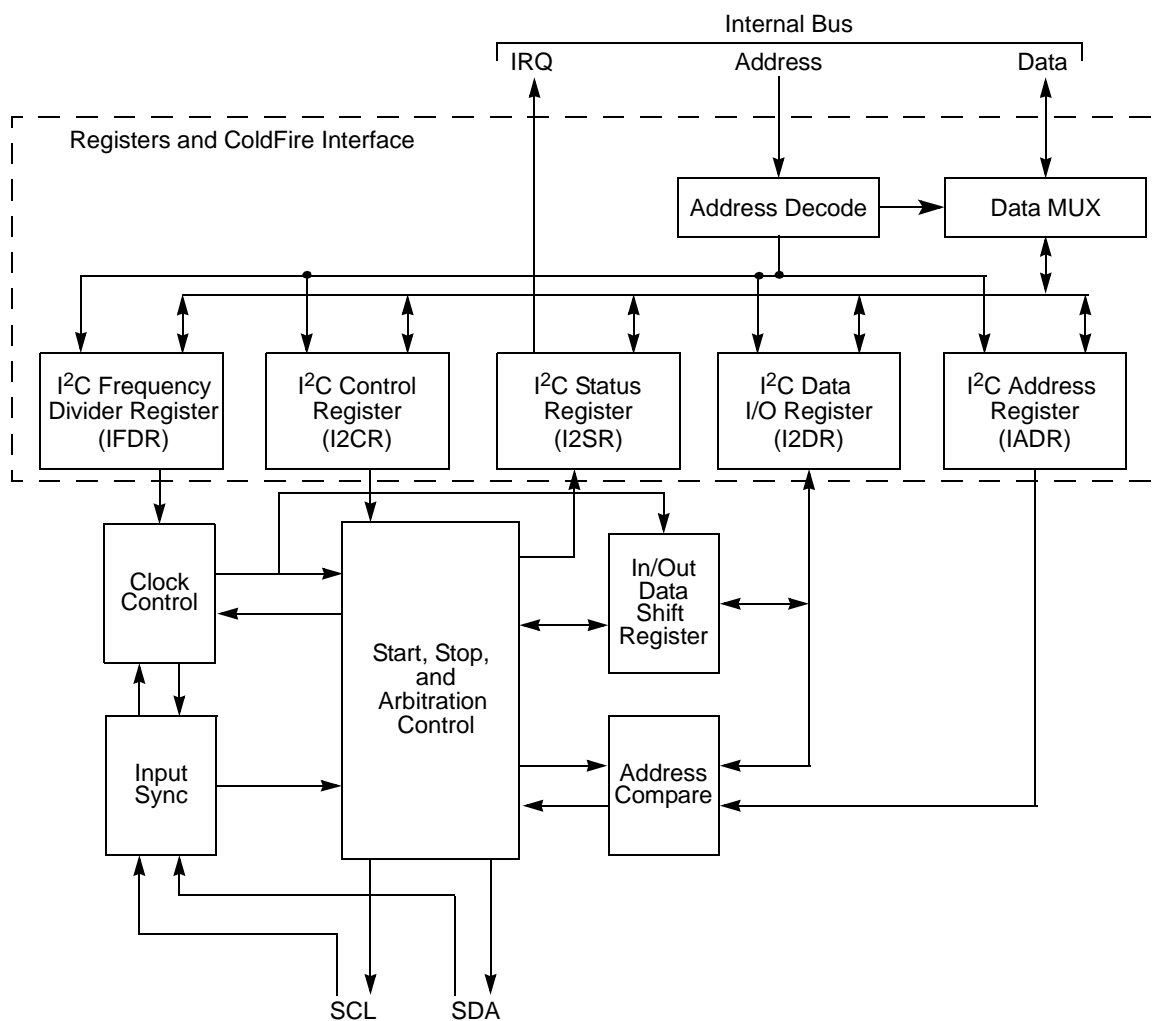 Internal Bus
IRQ
Address
Data
Registers and ColdFire Interface
Address Decode
Data MUX
I²C Frequency
Divider Register
(IFDR)
I²C Control
Register
(I2CR)
I²C Status
Register
(I2SR)
I²C Data
I/O Register
(I2DR)
I²C Address
Register
(IADR)
Clock
Control
In/Out
Data
Shift
Register
Start, Stop,
and
Arbitration
Control
Input
Sync
Address
Compare
SCL
SDA